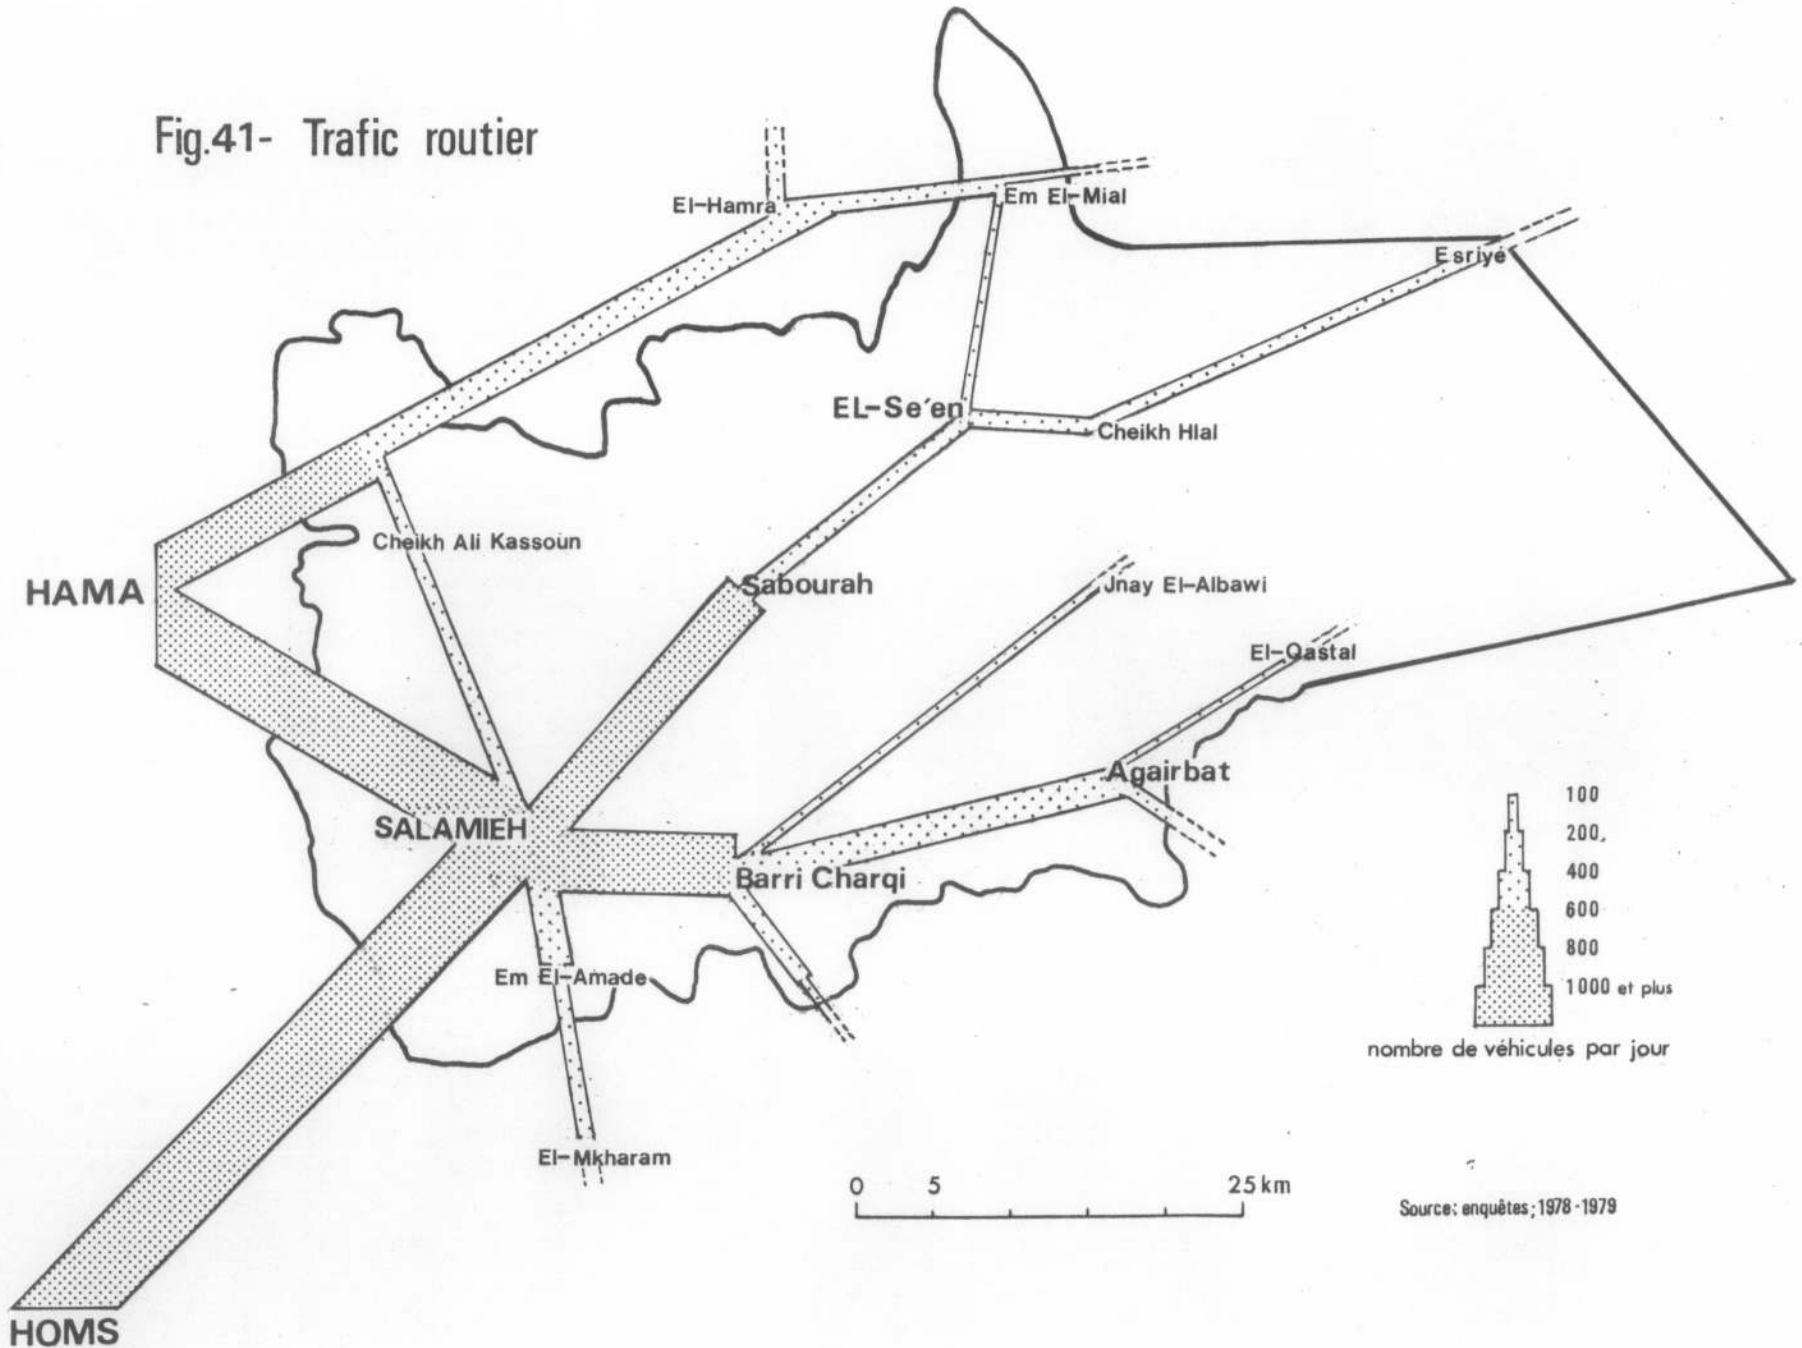 Fig.41- Trafic routier
El-Hamra
Em El-Mial
Esriyé
EL-Se'en
Cheikh Hlal
Cheikh Ali Kassoun
HAMA
Sabourah
Jnay El-Albawi
El-Qastal
Agairbat
SALAMIEH
Barri Charqi
Em El-Amade
El-Mkharam
HOMS
100
200,
400
600
800
1000 et plus
nombre de véhicules par jour
0 5 25 km
Source: enquêtes; 1978-1979